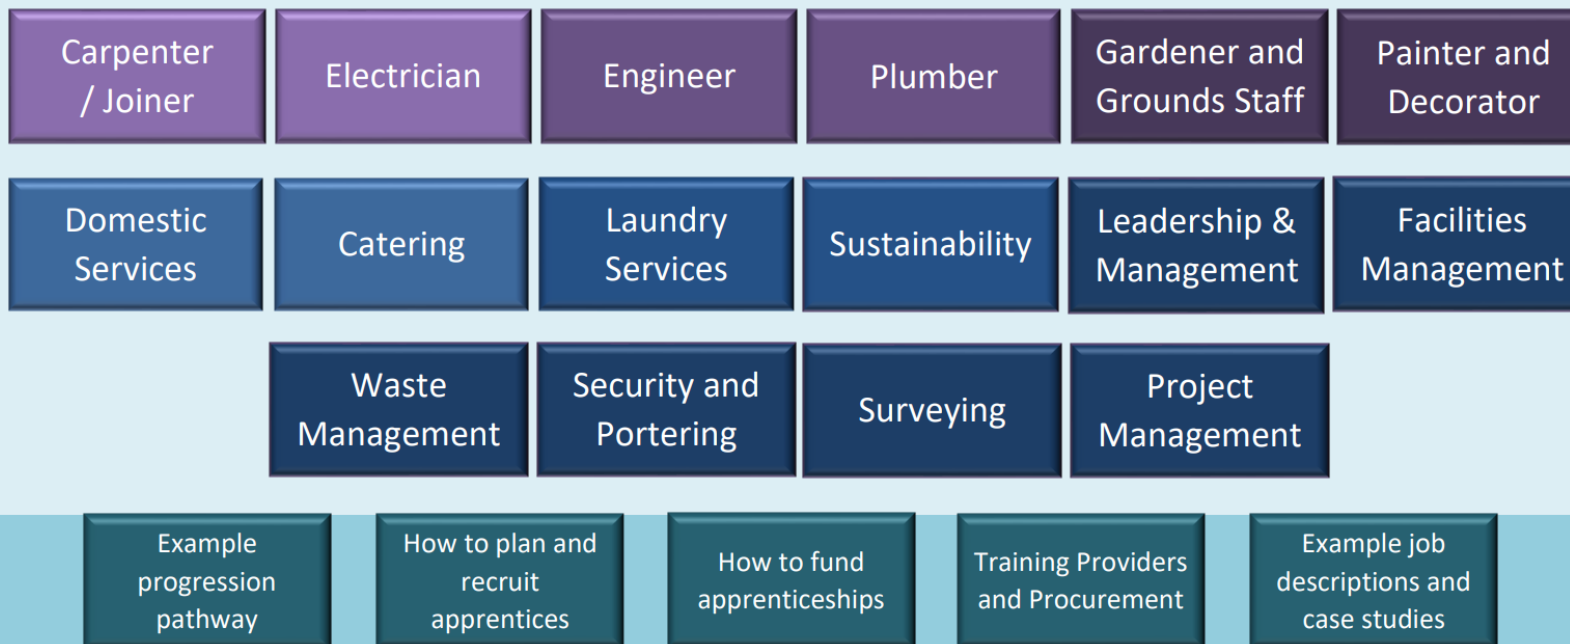 Carpenter
/ Joiner
Electrician
Engineer
Plumber
Gardener and
Grounds Staff
Painter and
Decorator
Domestic
Services
Catering
Laundry
Services
Sustainability
Leadership &
Management
Facilities
Management
Waste
Management
Security and
Portering
Surveying
Project
Management
Example
progression
pathway
How to plan and
recruit
apprentices
How to fund
apprenticeships
Training Providers
and Procurement
Example job
descriptions and
case studies